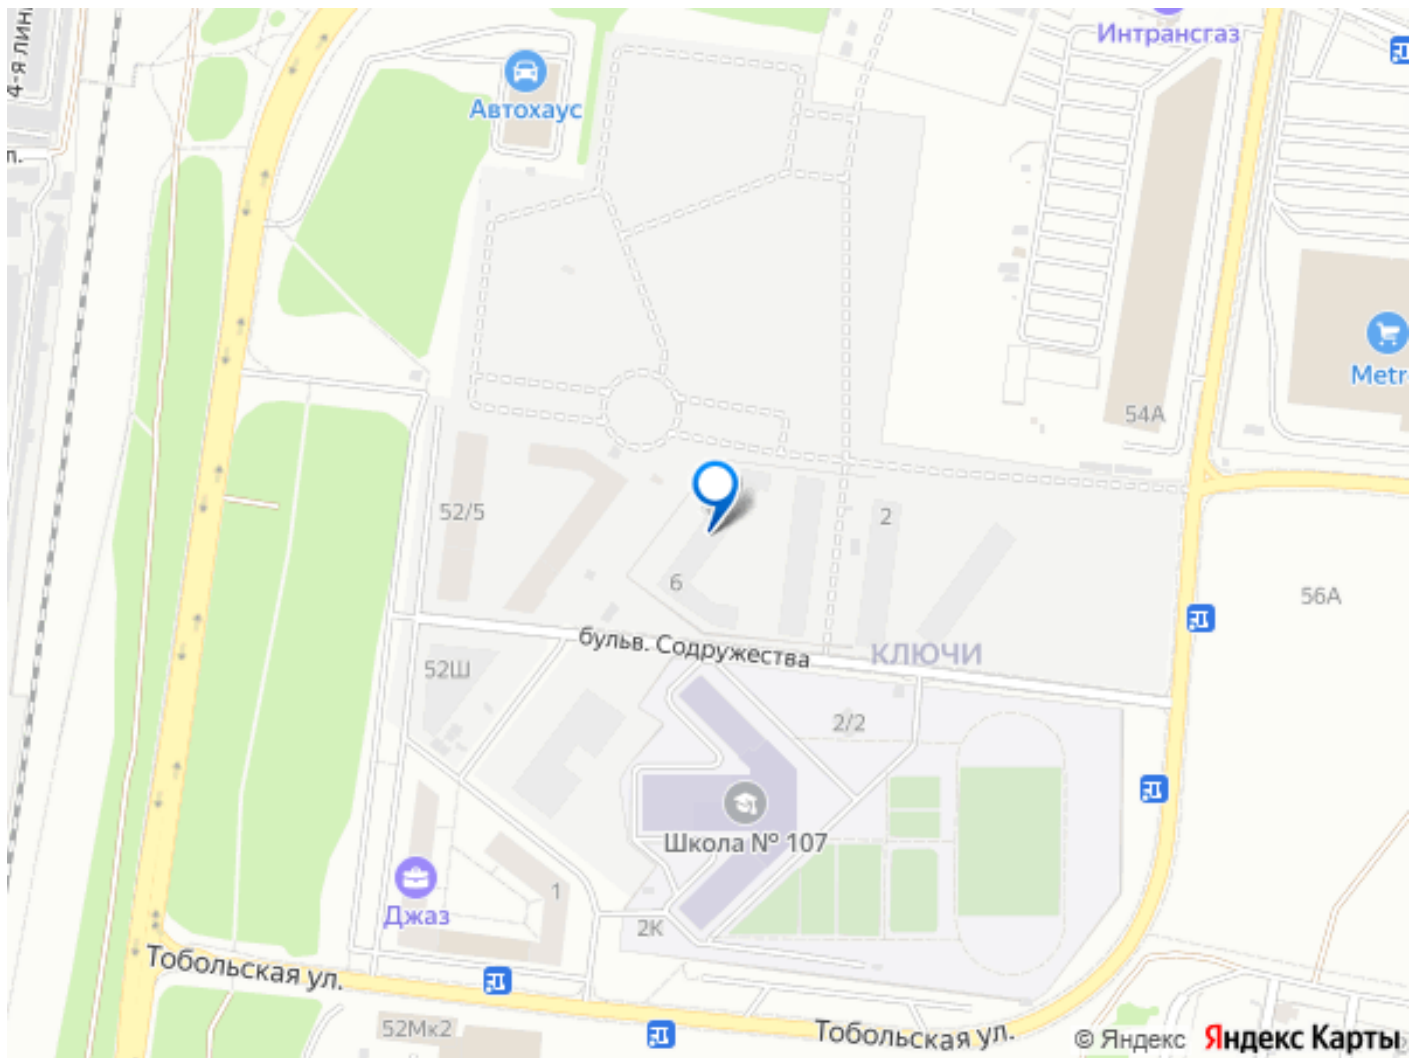 4-я лин
Интрансгаз
Автохаус
л.
Metr
54А
52/5
2
6
56А
бульв. Содружества
КЛЮЧИ
52Ш
2/2
Школа № 107
1
Джаз
2К
Тобольская ул.
52Мк2
Тобольская ул.
© Яндекс Яндекс Карты